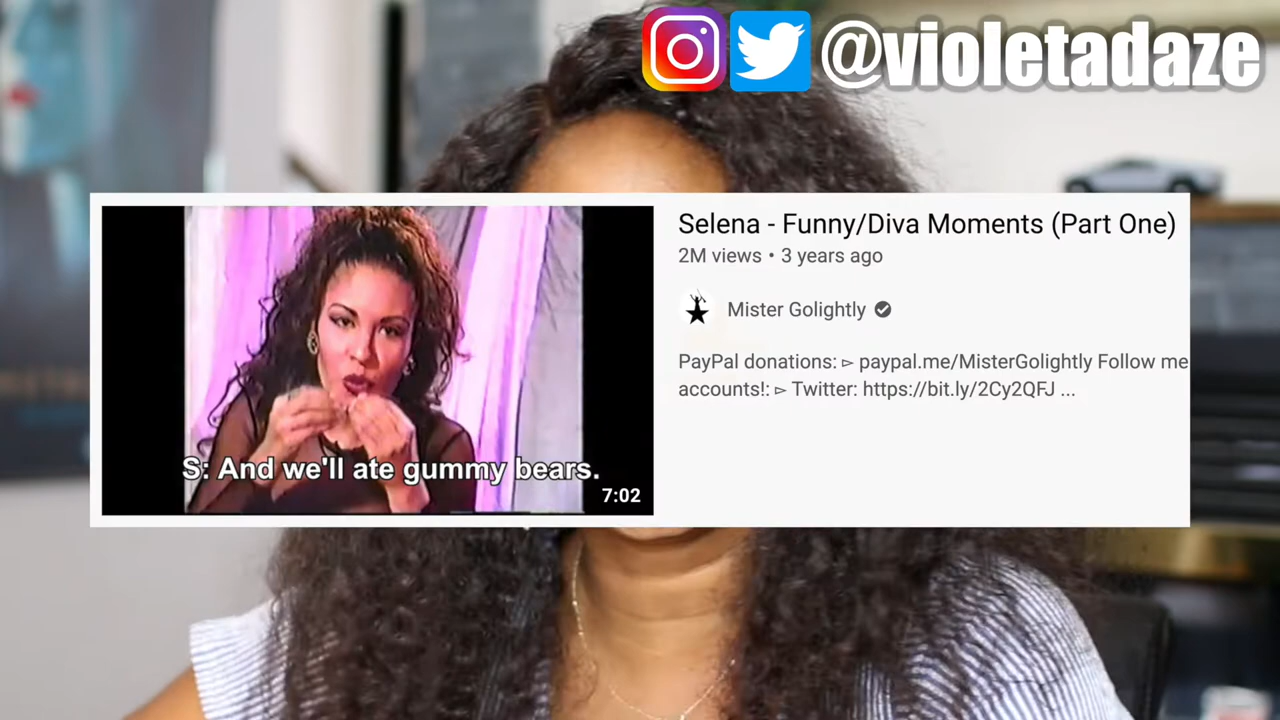 @violetadaze
Selena - Funny/Diva Moments (Part One)
2M views • 3 years ago
Mister Golightly
PayPal donations: ▻ paypal.me/MisterGolightly Follow me
accounts!: ▻ Twitter: https://bit.ly/2Cy2QFJ ...
S: And we'll ate gummy bears.
7:02